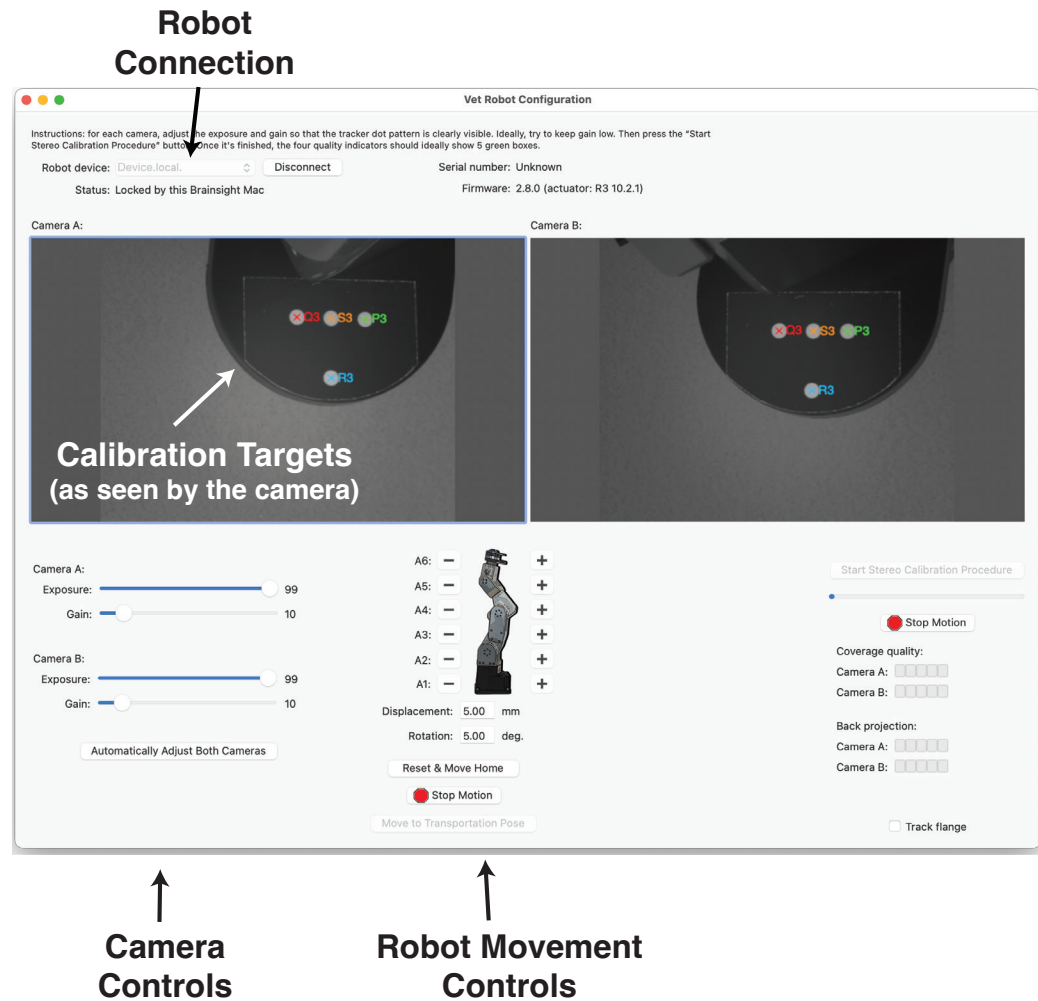 Robot
Connection
Vet Robot Configuration
Instructions: for each camera, adjust the exposure and gain so that the tracker dot pattern is clearly visible. Ideally, try to keep gain low. Then press the "Start
Stereo Calibration Procedure" button. Once it's finished, the four quality indicators should ideally show 5 green boxes.
Robot device: Device.local. Disconnect Serial number: Unknown
Status: Locked by this Brainsight Mac Firmware: 2.8.0 (actuator: R3 10.2.1)
Camera A: Camera B:
Q3 S3 P3
R3
Q3 S3 P3
R3
Calibration Targets
(as seen by the camera)
Camera A:
Exposure: 99
Gain: 10
Camera B:
Exposure: 99
Gain: 10
Automatically Adjust Both Cameras
A6: − +
A5: − +
A4: − +
A3: − +
A2: − +
A1: − +
Displacement: 5.00 mm
Rotation: 5.00 deg.
Reset & Move Home
Stop Motion
Move to Transportation Pose
Start Stereo Calibration Procedure
Stop Motion
Coverage quality:
Camera A:
Camera B:
Back projection:
Camera A:
Camera B:
Track flange
Camera
Controls
Robot Movement
Controls